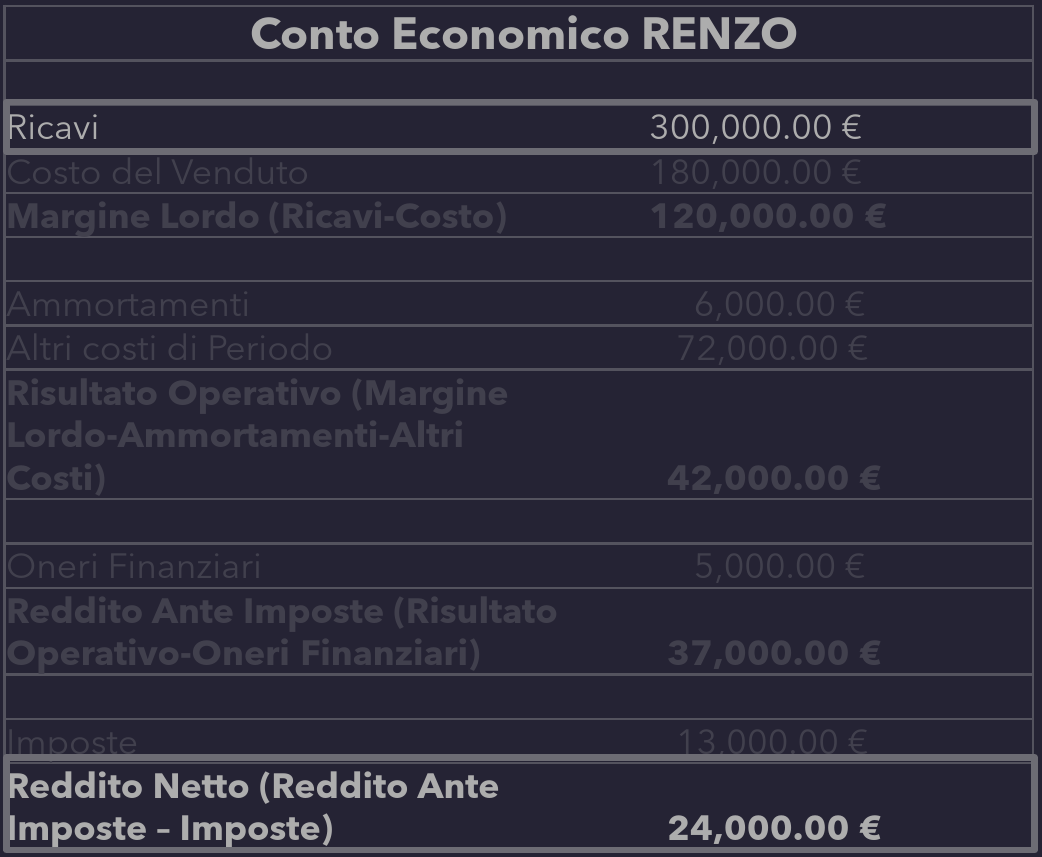 Conto Economico RENZO
Ricavi 300,000.00 €
Costo del Venduto 180,000.00 €
Margine Lordo (Ricavi-Costo) 120,000.00 €
Ammortamenti 6,000.00 €
Altri costi di Periodo 72,000.00 €
Risultato Operativo (Margine
Lordo-Ammortamenti-Altri
Costi) 42,000.00 €
Oneri Finanziari 5,000.00 €
Reddito Ante Imposte (Risultato
Operativo-Oneri Finanziari) 37,000.00 €
Imposte 13,000.00 €
Reddito Netto (Reddito Ante
Imposte – Imposte) 24,000.00 €